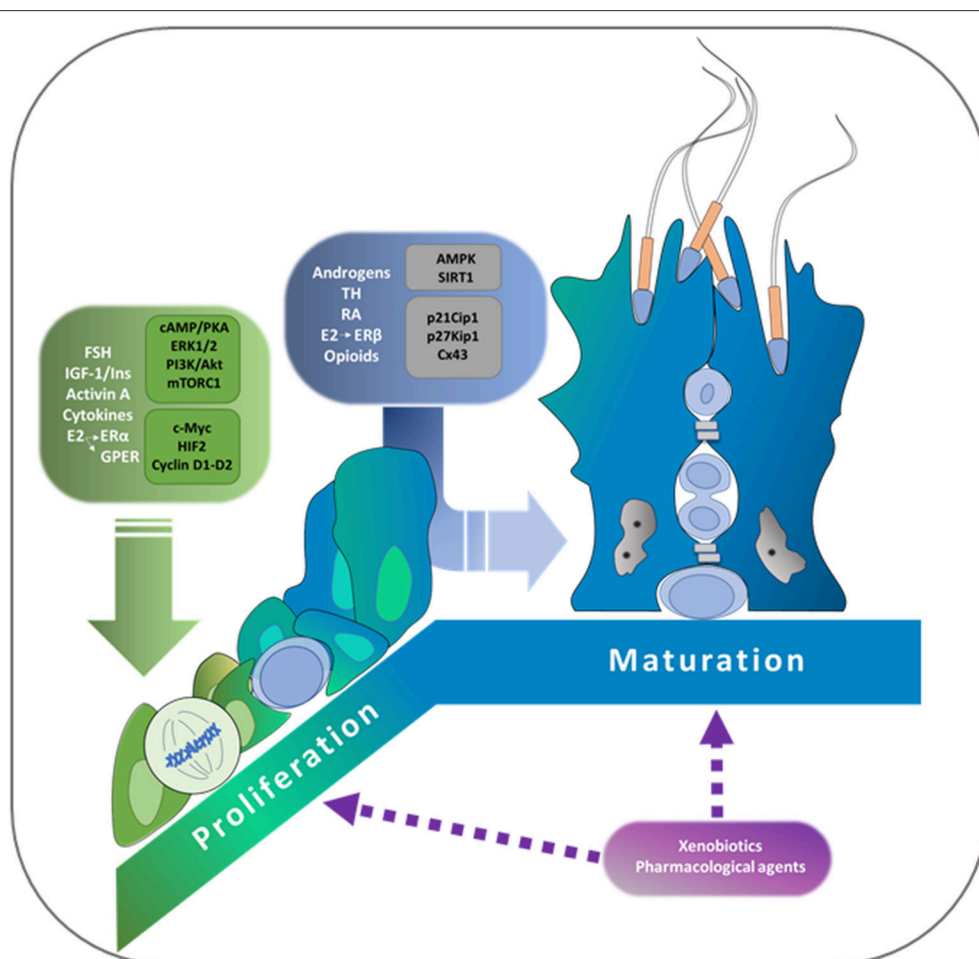 Androgens
TH
RA
E2→ERβ
Opioids
AMPK
SIRT1
p21Cip1
p27Kip1
Cx43
FSH
IGF-1/Ins
Activin A
Cytokines
E2→ERα
GPER
cAMP/PKA
ERK1/2
PI3K/Akt
mTORC1
c-Myc
HIF2
Cyclin D1-D2
Proliferation
Maturation
Xenobiotics
Pharmacological agents